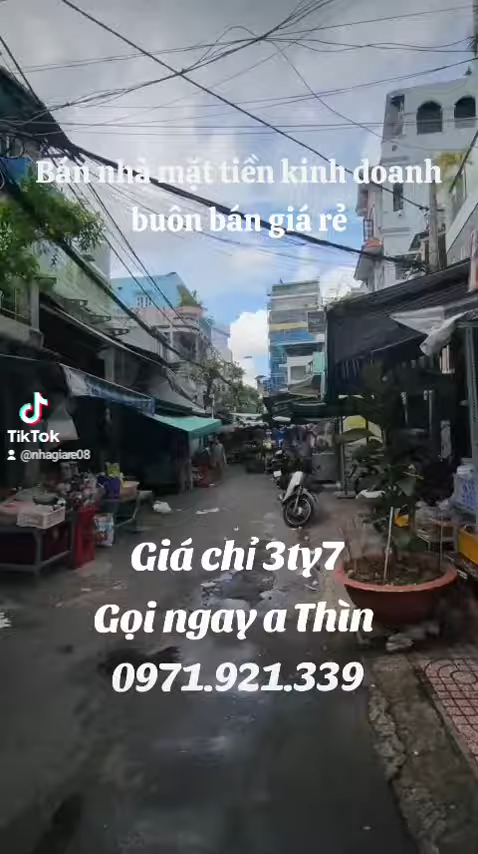 Bán nhà mặt tiền kinh doanh
buôn bán giá rẻ
TikTok
@nhagiare08
Giá chỉ 3ty7
Gọi ngay a Thìn
0971.921.339